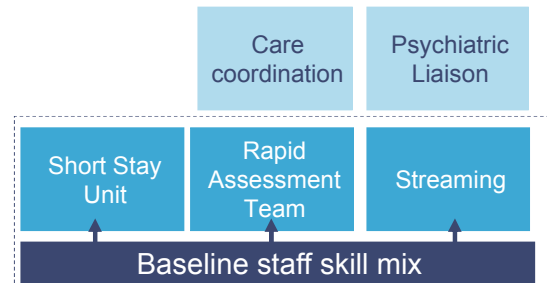 Care
coordination
Psychiatric
Liaison
Short Stay
Unit
Rapid
Assessment
Team
Streaming
Baseline staff skill mix